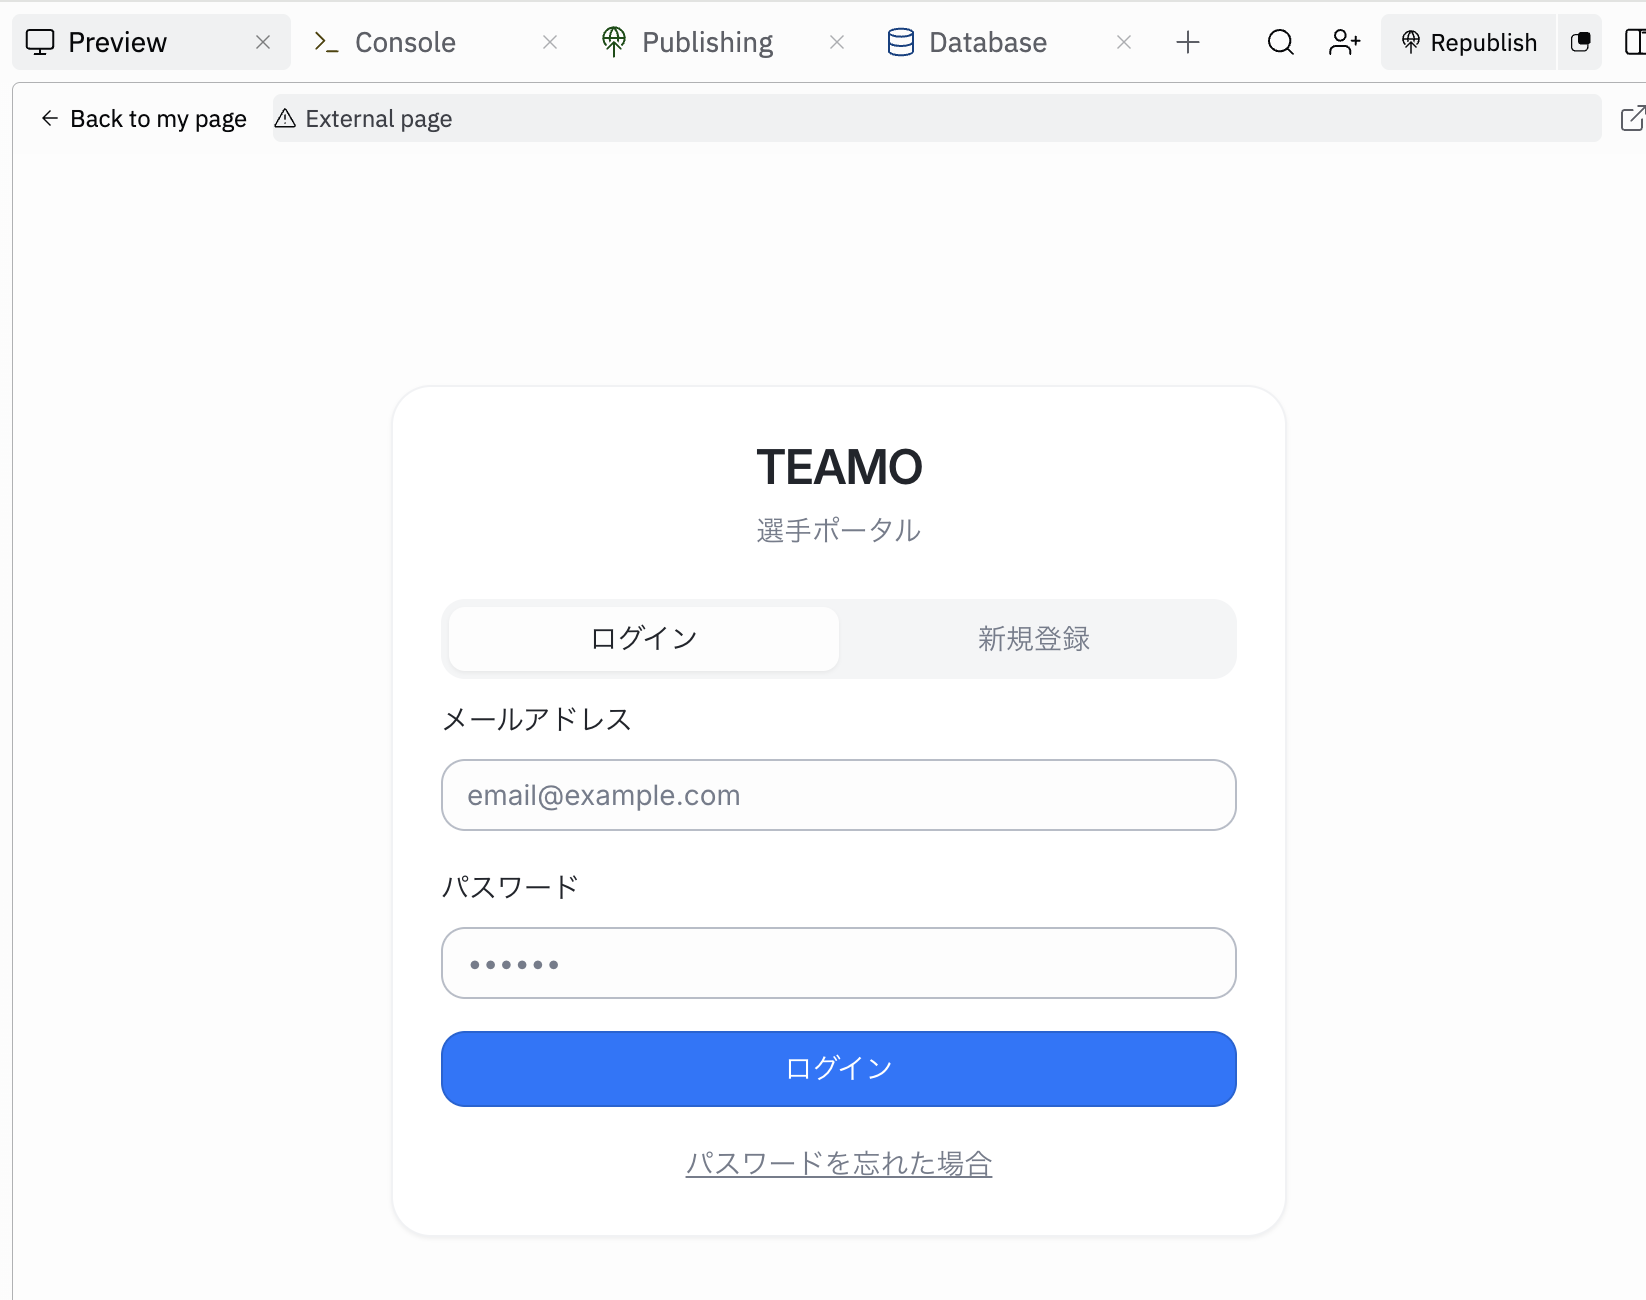 Preview
Console
Publishing
Database
Republish
Back to my page
External page
TEAMO
選手ポータル
ログイン
新規登録
メールアドレス
email@example.com
パスワード
••••••
ログイン
パスワードを忘れた場合